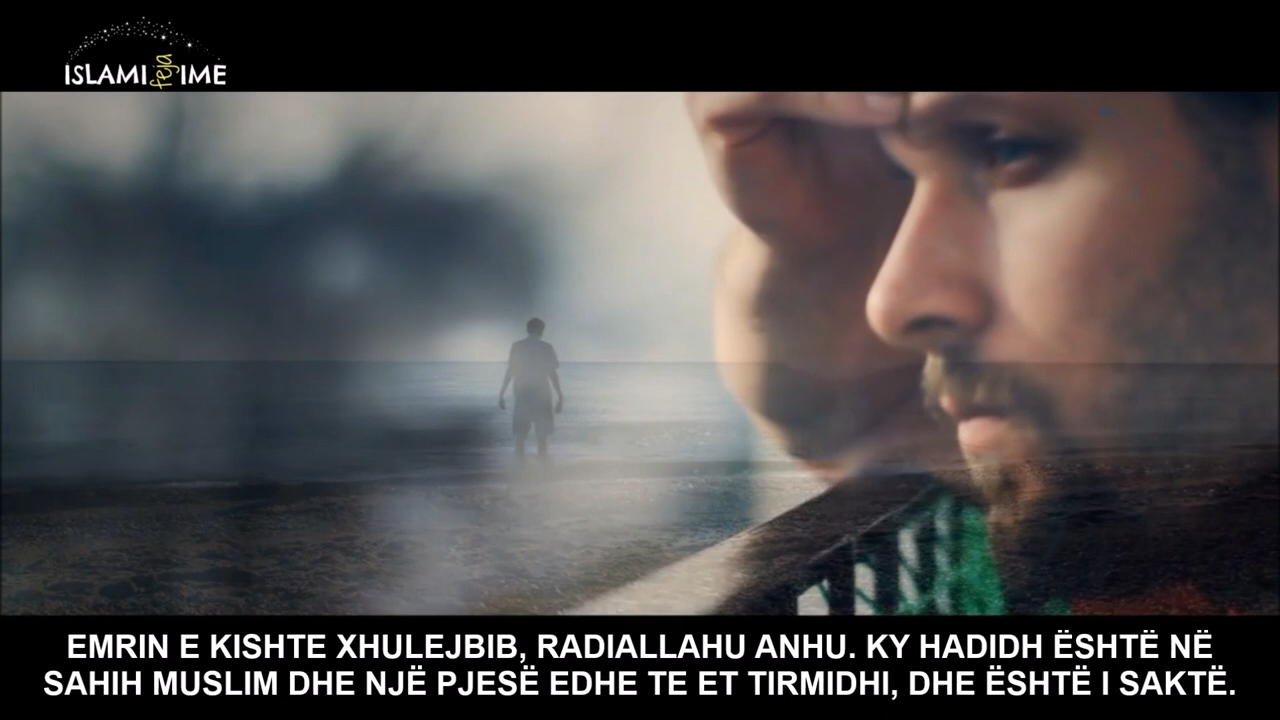 ISLAMI feja IME
EMRIN E KISHTE XHULEJBIB, RADIALLAHU ANHU. KY HADIDH ËSHTË NË
SAHIH MUSLIM DHE NJË PJESË EDHE TE ET TIRMIDHI, DHE ËSHTË I SAKTË.